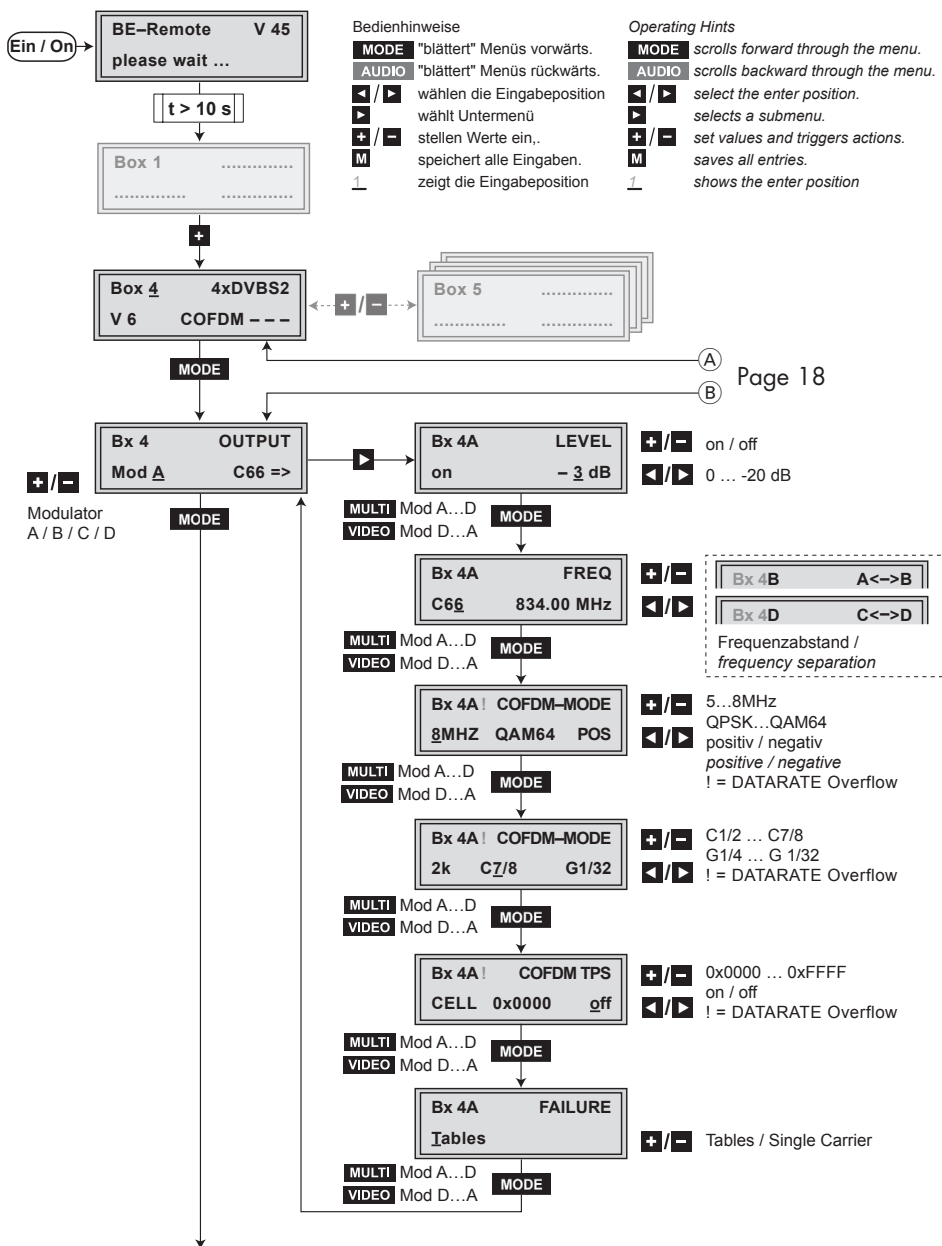 Ein / On
BE–Remote V 45
please wait ...
t > 10 s
Box 1 ..............
.............. ..............
+
Box 4 4xDVBS2
V 6 COFDM – – –
+ / –
Box 5 ..............
.............. ..............
MODE
A
B
Page 18
Bedienhinweise
MODE "blättert" Menüs vorwärts.
AUDIO "blättert" Menüs rückwärts.
◄ / ► wählen die Eingabeposition
► wählt Untermenü
+ / – stellen Werte ein,.
M speichert alle Eingaben.
1 zeigt die Eingabeposition
Operating Hints
MODE scrolls forward through the menu.
AUDIO scrolls backward through the menu.
◄ / ► select the enter position.
► selects a submenu.
+ / – set values and triggers actions.
M saves all entries.
1 shows the enter position
Bx 4 OUTPUT
Mod A C66 =>
+/–
Modulator
A / B / C / D
MODE
►
Bx 4A LEVEL
on – 3 dB
+/– on / off
◄/► 0 … -20 dB
MULTI Mod A…D
VIDEO Mod D…A
MODE
Bx 4A FREQ
C66 834.00 MHz
+/–
◄/►
Bx 4B A<–>B
Bx 4D C<–>D
Frequenzabstand /
frequency separation
MULTI Mod A…D
VIDEO Mod D…A
MODE
Bx 4A! COFDM–MODE
8MHZ QAM64 POS
+/–
◄/►
5…8MHz
QPSK…QAM64
positiv / negativ
positive / negative
! = DATARATE Overflow
MULTI Mod A…D
VIDEO Mod D…A
MODE
Bx 4A! COFDM–MODE
2k C7/8 G1/32
+/–
◄/►
C1/2 … C7/8
G1/4 … G 1/32
! = DATARATE Overflow
MULTI Mod A…D
VIDEO Mod D…A
MODE
Bx 4A! COFDM TPS
CELL 0x0000 off
+/–
◄/►
0x0000 … 0xFFFF
on / off
! = DATARATE Overflow
MULTI Mod A…D
VIDEO Mod D…A
MODE
Bx 4A FAILURE
Tables
+/– Tables / Single Carrier
MULTI Mod A…D
VIDEO Mod D…A
MODE